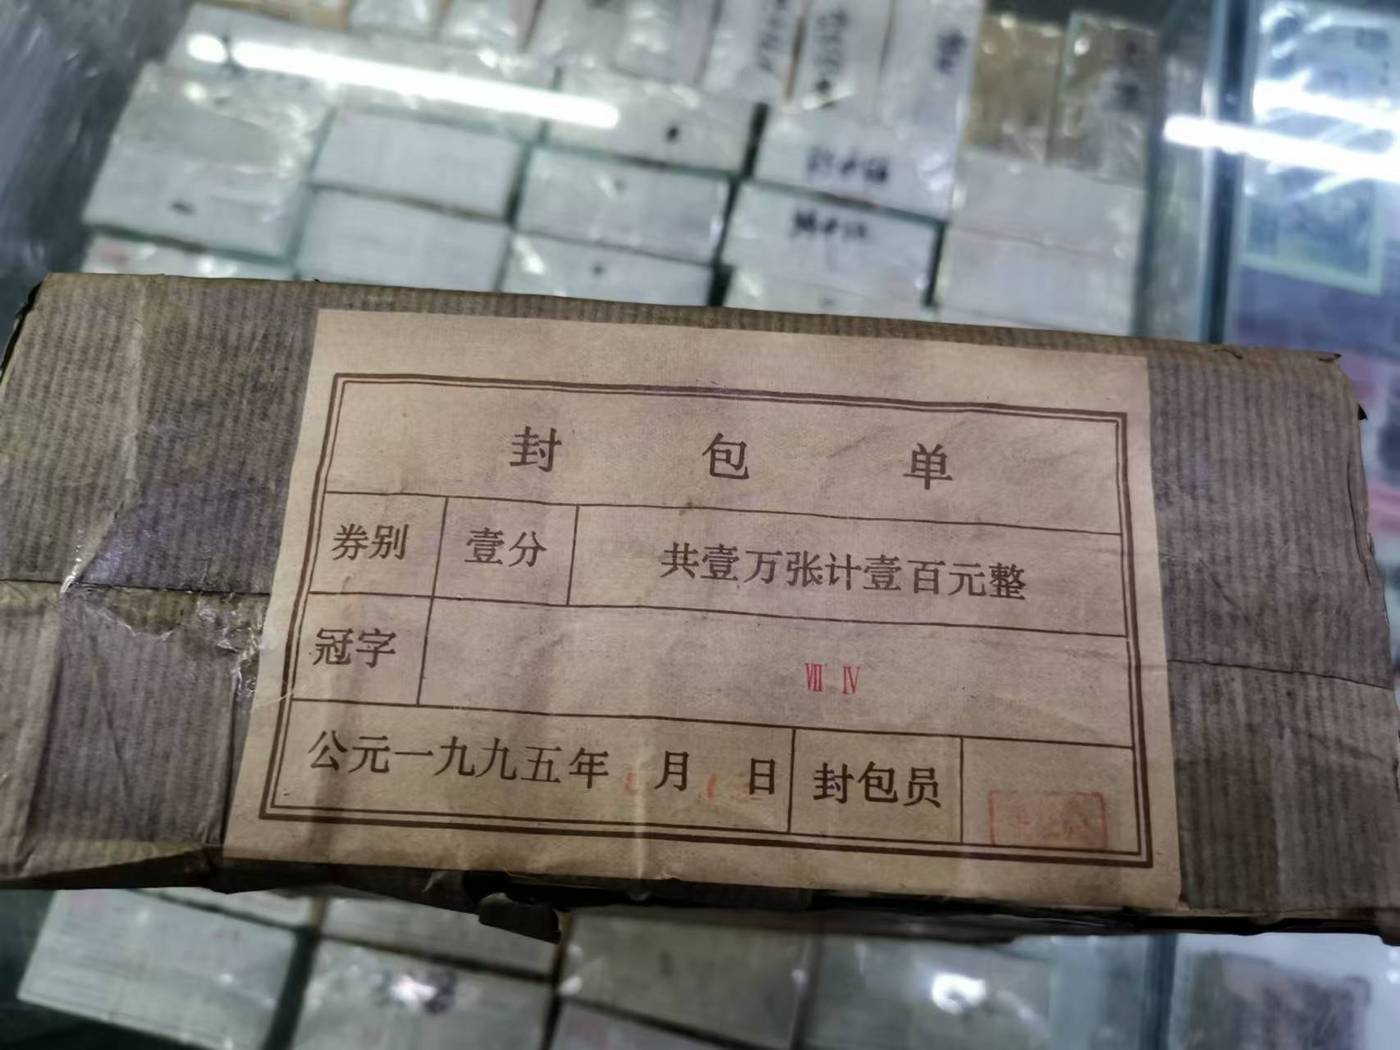 封包单
券别 壹分 共壹万张计壹百元整
冠字 Ⅶ Ⅳ
公元一九九五年 月 日 封包员